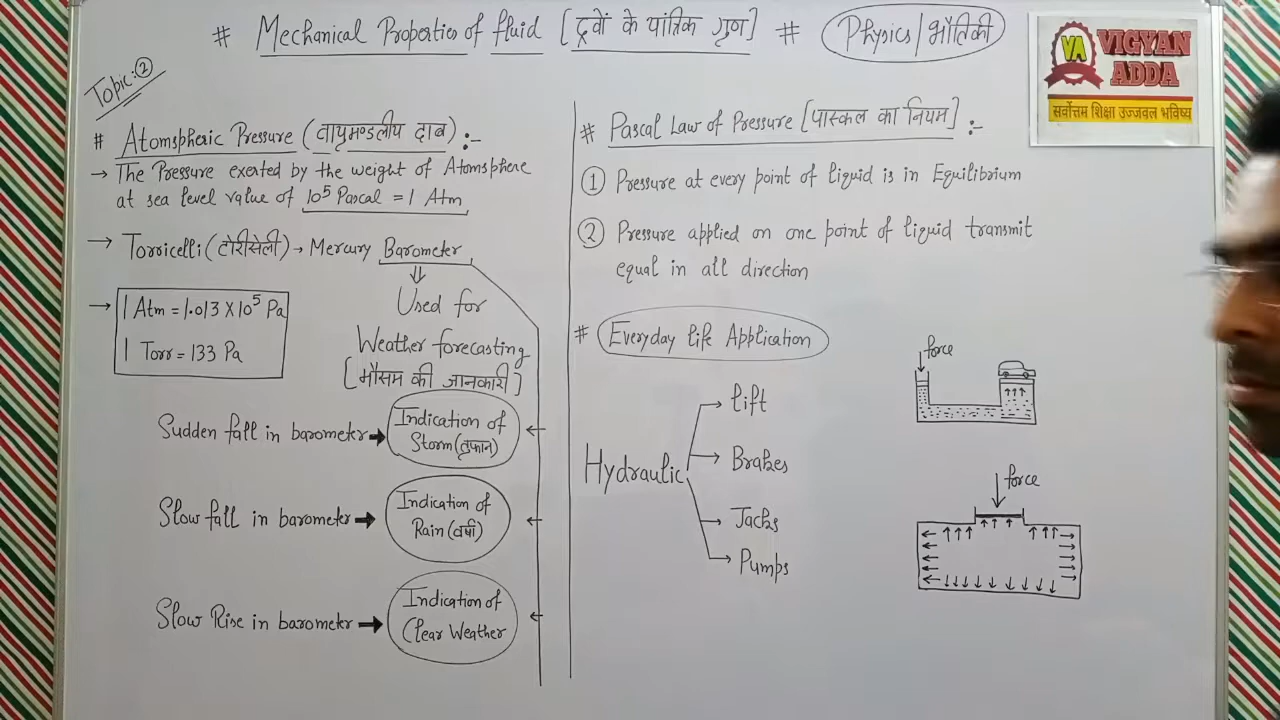 # Mechanical Properties of fluid [द्रवों के यांत्रिक गुण] # Physics/भौतिकी
VA VIGYAN
ADDA
सर्वोत्तम शिक्षा उज्जवल भविष्य
Topic:②
# Atomspheric Pressure (वायुमण्डलीय दाब) :-
→ The Pressure exerted by the weight of Atomsphere
at sea level value of 10⁵ Pascal = 1 Atm
→ Torricelli (टोरीसेली) → Mercury Barometer
⇓
Used for
Weather forecasting
[मौसम की जानकारी]
→ 1 Atm = 1.013 X 10⁵ Pa
1 Torr = 133 Pa
Sudden fall in barometer → Indication of
Storm (तूफान) ←
Slow fall in barometer → Indication of
Rain (वर्षा) ←
Slow Rise in barometer → Indication of
Clear Weather ←
# Pascal Law of Pressure [पास्कल का नियम] :-
① Pressure at every point of liquid is in Equilibrium
② Pressure applied on one point of liquid transmit
equal in all direction
# Everyday life Application
Hydraulic
→ lift
→ Brakes
→ Jacks
→ Pumps
force
force